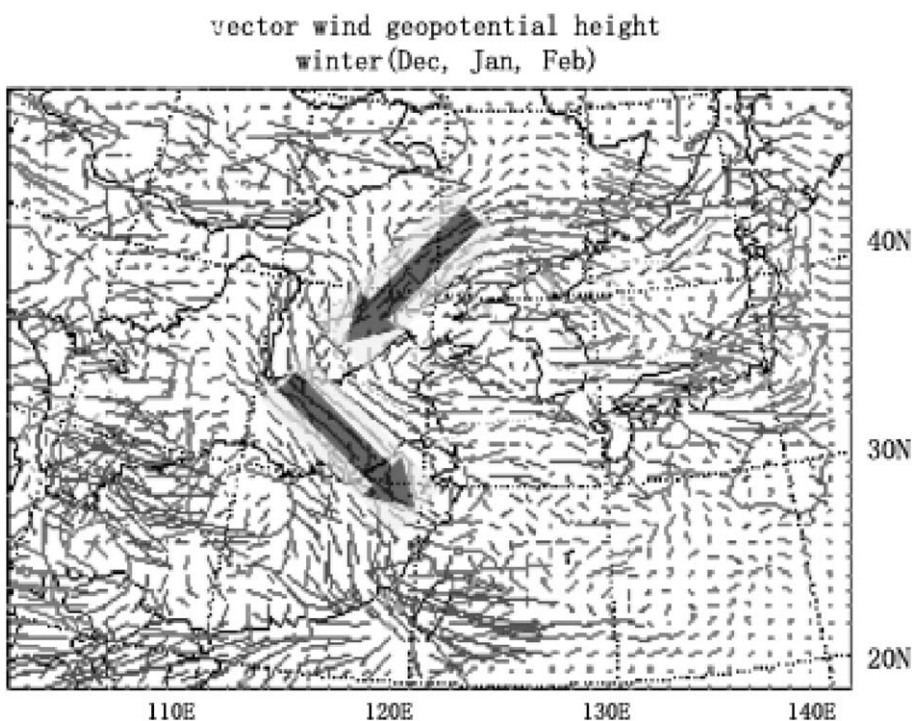 vector wind geopotential height
winter(Dec, Jan, Feb)
40N
30N
20N
110E 120E 130E 140E